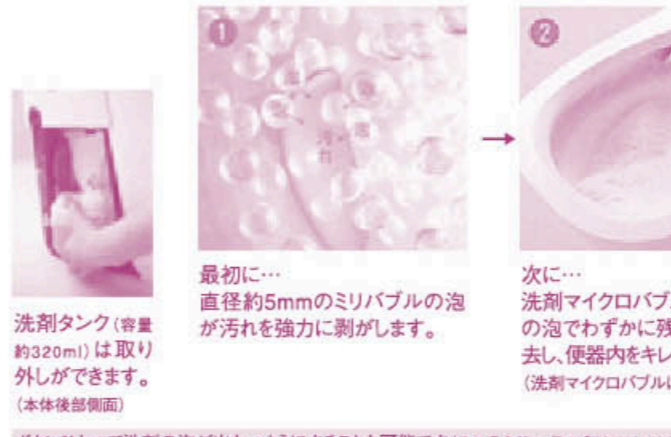 洗剤タンク(容量
約320ml)は取り
外しができます。
(本体後部側面)
①
泡
汚れ
最初に…
直径約5mmのミリバブルの泡
が汚れを強力に剥がします。
→
②
次に…
洗剤マイクロバブ
の泡でわずかに残
去し、便器内をキレ
(洗剤マイクロバブルは